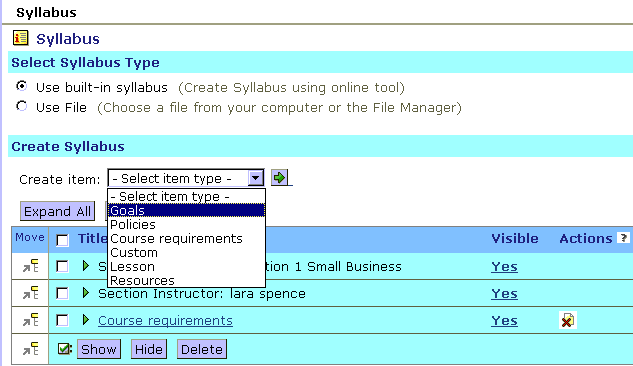 Syllabus
Syllabus
Select Syllabus Type
Use built-in syllabus (Create Syllabus using online tool)
Use File (Choose a file from your computer or the File Manager)
Create Syllabus
Create item: - Select item type -
- Select item type -
Goals
Policies
Course requirements
Custom
Lesson
Resources
Expand All
Move Title Visible Actions ?
tion 1 Small Business Yes
Section Instructor: lara spence Yes
Course requirements Yes
Show Hide Delete